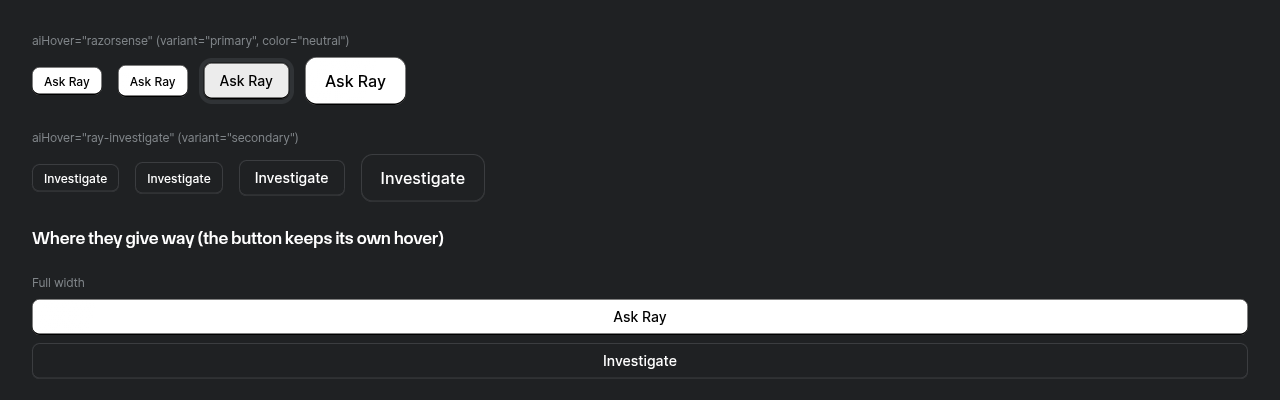 aiHover="razorsense" (variant="primary", color="neutral")
Ask Ray Ask Ray Ask Ray Ask Ray
aiHover="ray-investigate" (variant="secondary")
Investigate Investigate Investigate Investigate
Where they give way (the button keeps its own hover)
Full width
Ask Ray
Investigate